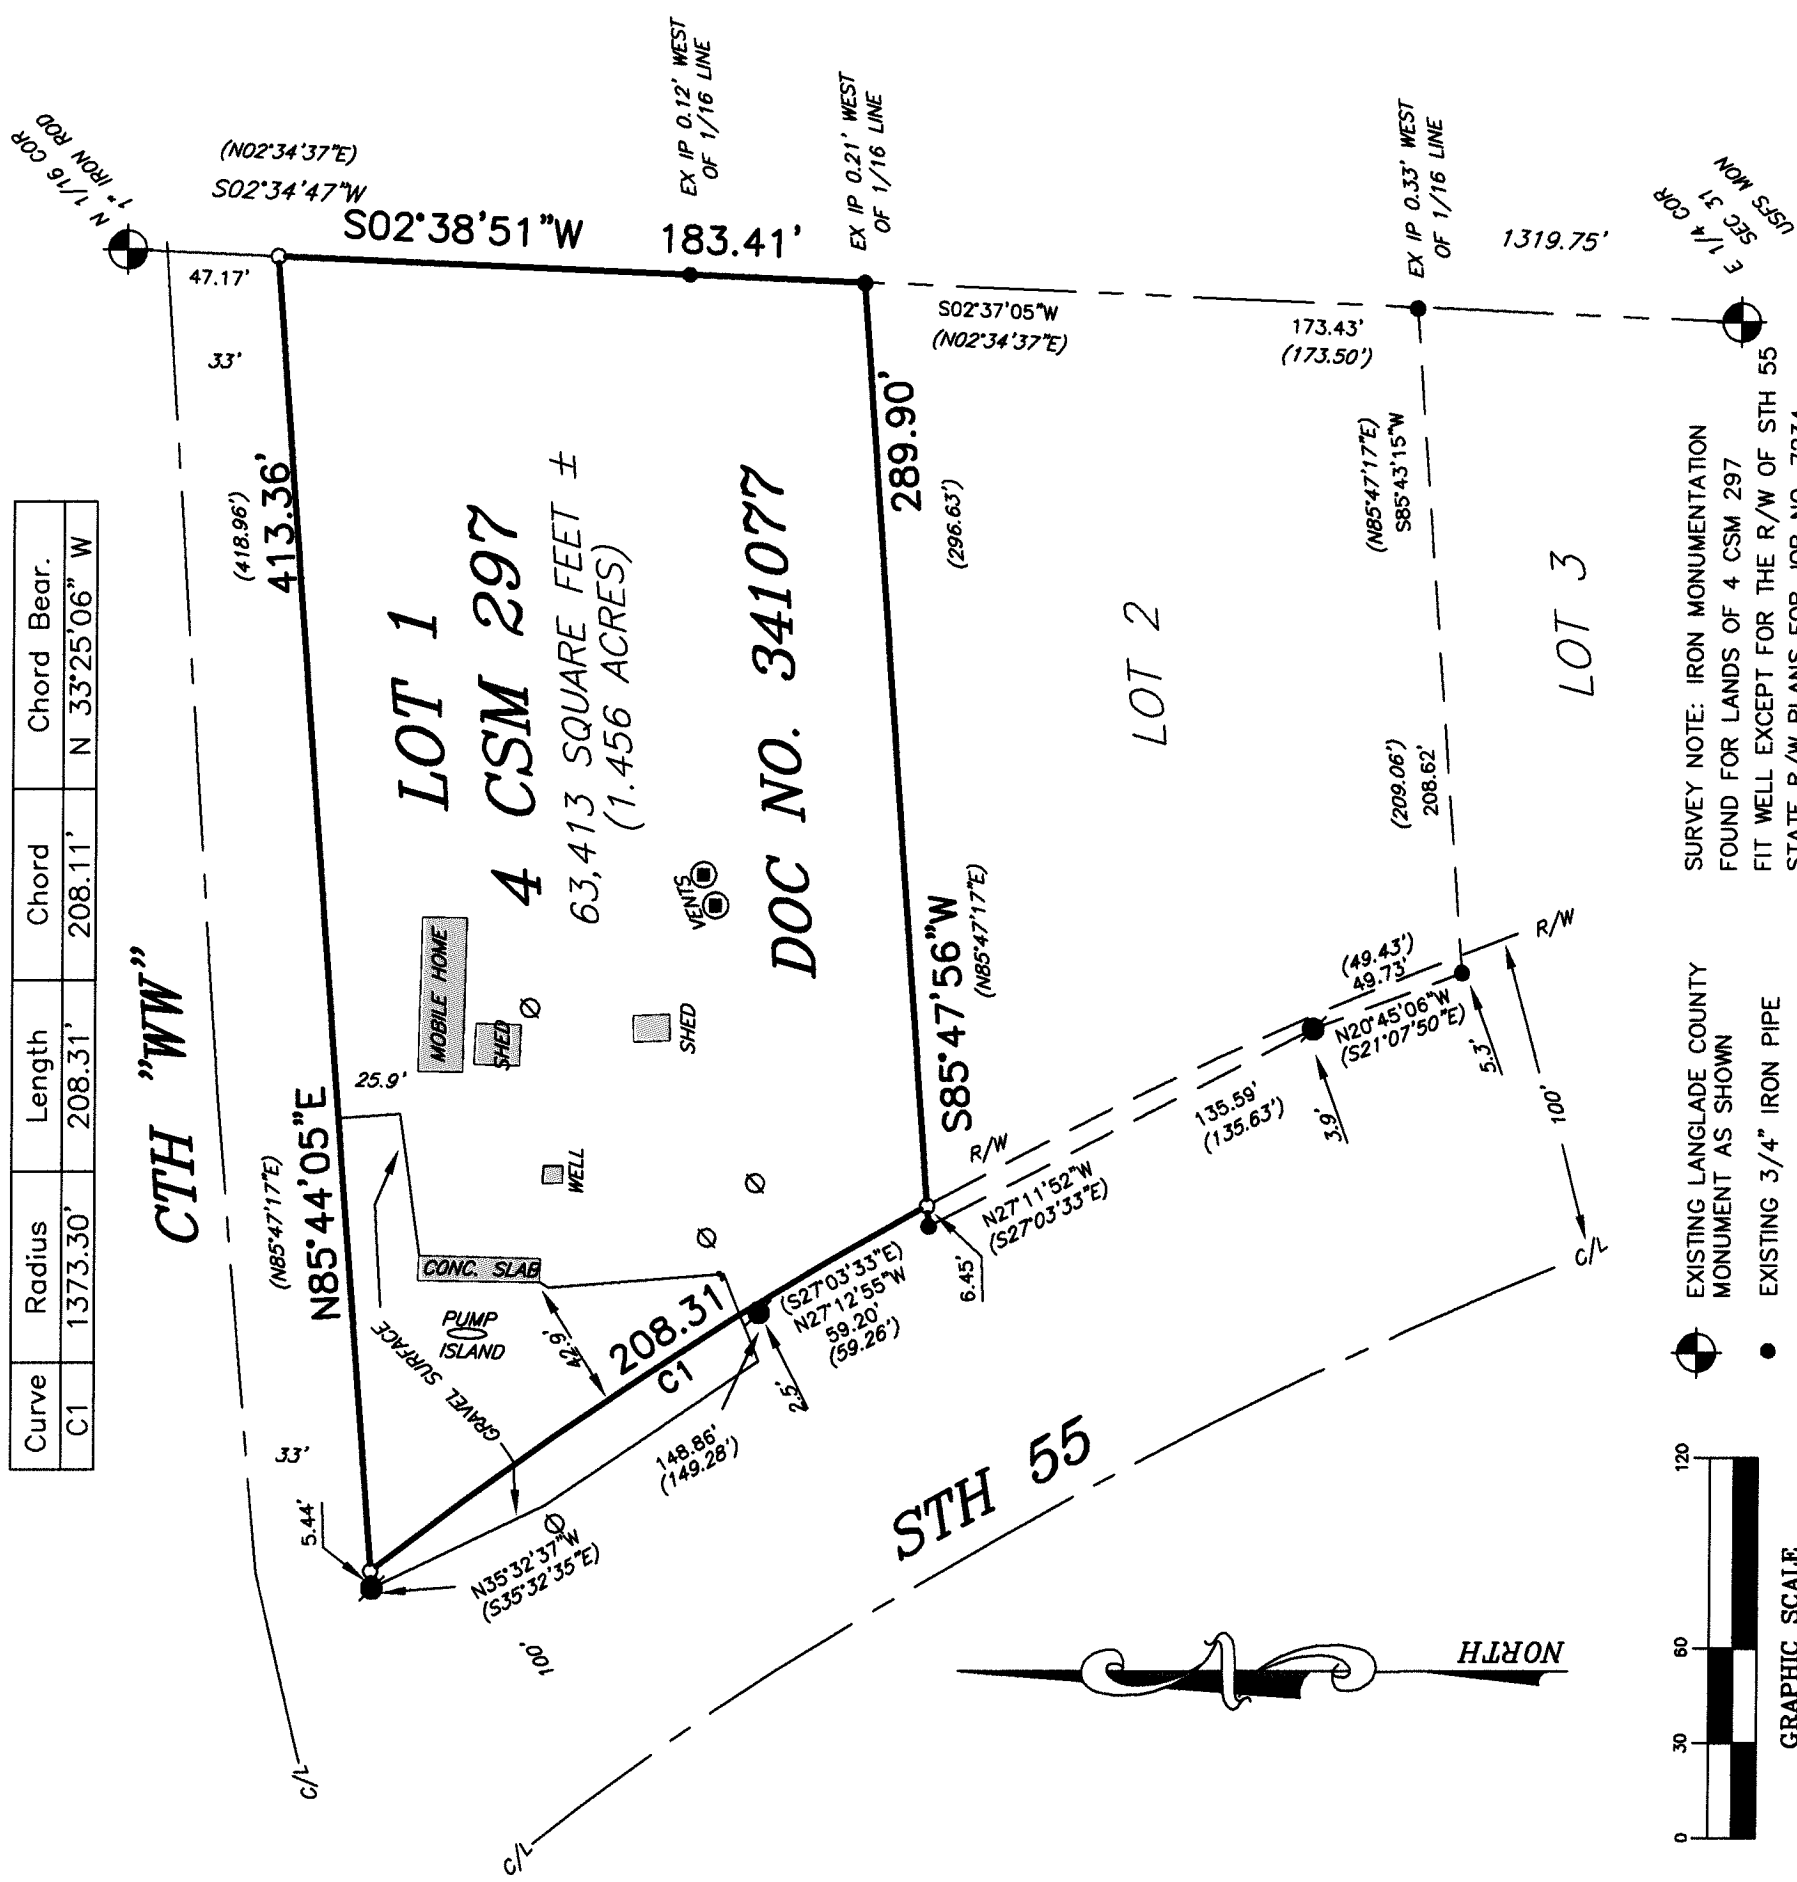 Curve Radius Length Chord Chord Bear.
C1 1373.30' 208.31' 208.11' N 33°25'06" W
CTH "WW"
N 1/16 COR
1" IRON ROD
(N02°34'37"E)
S02°34'47"W
S02°38'51"W
183.41'
EX IP 0.12' WEST
OF 1/16 LINE
EX IP 0.21' WEST
OF 1/16 LINE
EX IP 0.33' WEST
OF 1/16 LINE
1319.75'
E 1/4 COR
SEC 31
USFS MON
47.17'
33'
(418.96')
413.36'
(N85°47'17"E)
N85°44'05"E
33'
5.44'
LOT 1
4 CSM 297
63,413 SQUARE FEET ±
(1.456 ACRES)
DOC NO. 341077
MOBILE HOME
SHED
SHED
VENTS
WELL
25.9'
CONC. SLAB
PUMP
ISLAND
GRAVEL SURFACE
42.9'
208.31
C1
148.86'
(149.28')
2.5'
(S27°03'33"E)
N27°12'55"W
59.20'
(59.26')
N35°32'37"W
(S35°32'35"E)
100'
289.90'
(296.63')
S85°47'56"W
(N85°47'17"E)
S02°37'05"W
(N02°34'37"E)
173.43'
(173.50')
LOT 2
(N85°47'17"E)
S85°43'15"W
(209.06')
208.62'
LOT 3
R/W
6.45'
N27°11'52"W
(S27°03'33"E)
135.59'
(135.63')
3.9'
(49.43')
49.73'
N20°45'06"W
(S21°07'50"E)
5.3'
R/W
100'
C/L
STH 55
C/L
C/L
NORTH
SURVEY NOTE: IRON MONUMENTATION
FOUND FOR LANDS OF 4 CSM 297
FIT WELL EXCEPT FOR THE R/W OF STH 55
STATE R/W PLANS FOR JOB NO.
EXISTING LANGLADE COUNTY
MONUMENT AS SHOWN
EXISTING 3/4" IRON PIPE
0 30 60 120
GRAPHIC SCALE